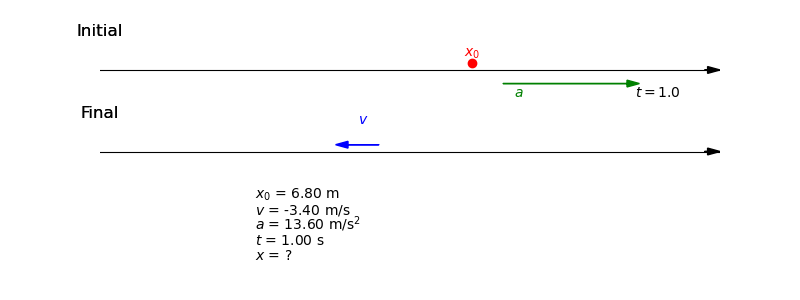 Initial
x₀
a
t = 1.0
Final
v
x₀ = 6.80 m
v = -3.40 m/s
a = 13.60 m/s²
t = 1.00 s
x = ?